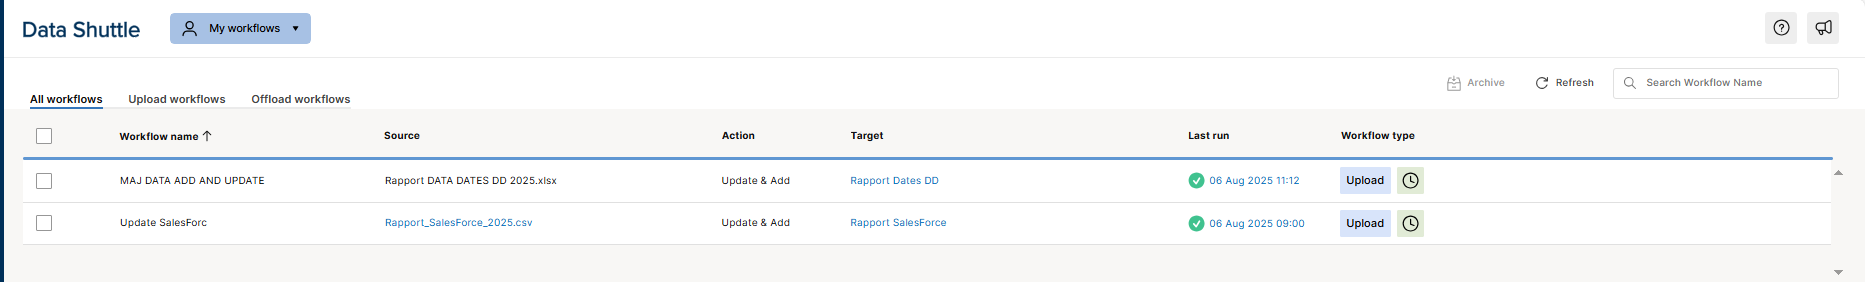 Data Shuttle My workflows
Archive Refresh Search Workflow Name
All workflows Upload workflows Offload workflows
Workflow name Source Action Target Last run Workflow type
MAJ DATA ADD AND UPDATE Rapport DATA DATES DD 2025.xlsx Update & Add Rapport Dates DD 06 Aug 2025 11:12 Upload
Update SalesForc Rapport_SalesForce_2025.csv Update & Add Rapport SalesForce 06 Aug 2025 09:00 Upload